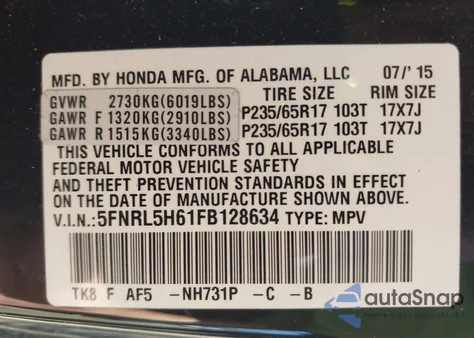 MFD. BY HONDA MFG. OF ALABAMA, LLC 07/'15
TIRE SIZE RIM SIZE
GVWR 2730KG(6019LBS)
GAWR F 1320KG(2910LBS) P235/65R17 103T 17X7J
GAWR R 1515KG(3340LBS) P235/65R17 103T 17X7J
THIS VEHICLE CONFORMS TO ALL APPLICABLE
FEDERAL MOTOR VEHICLE SAFETY
AND THEFT PREVENTION STANDARDS IN EFFECT
ON THE DATE OF MANUFACTURE SHOWN ABOVE.
V.I.N.:5FNRL5H61FB128634 TYPE: MPV
TK8 F AF5 -NH731P -C -B
autoSnap